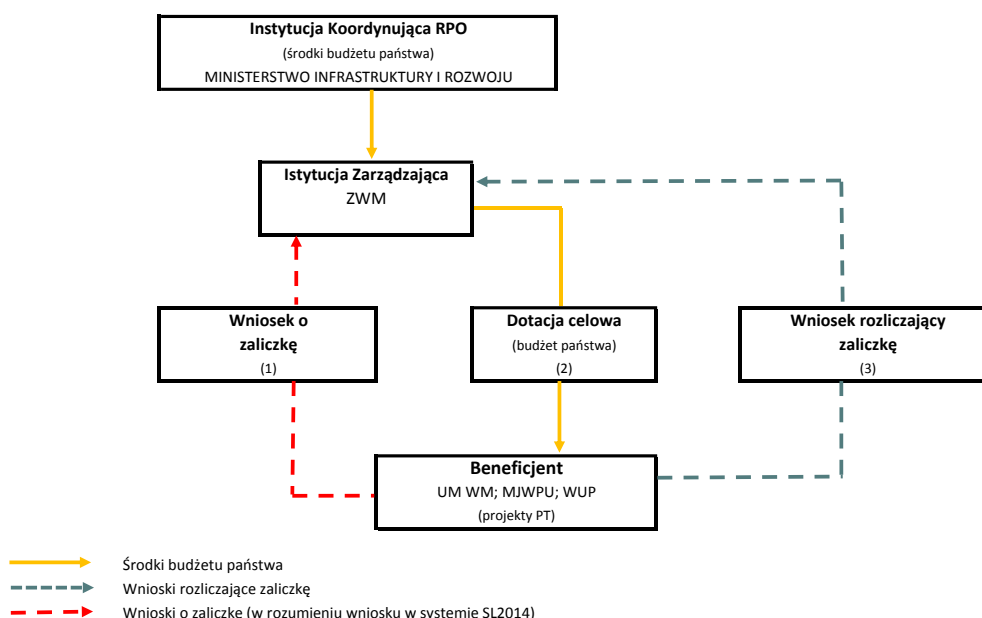 Instytucja Koordynująca RPO
(środki budżetu państwa)
MINISTERSTWO INFRASTRUKTURY I ROZWOJU
Istytucja Zarządzająca
ZWM
Wniosek o
zaliczkę
(1)
Dotacja celowa
(budżet państwa)
(2)
Wniosek rozliczający
zaliczkę
(3)
Beneficjent
UM WM; MJWPU; WUP
(projekty PT)
Środki budżetu państwa
Wnioski rozliczające zaliczkę
Wnioski o zaliczke (w rozumieniu wniosku w systemie SL2014)